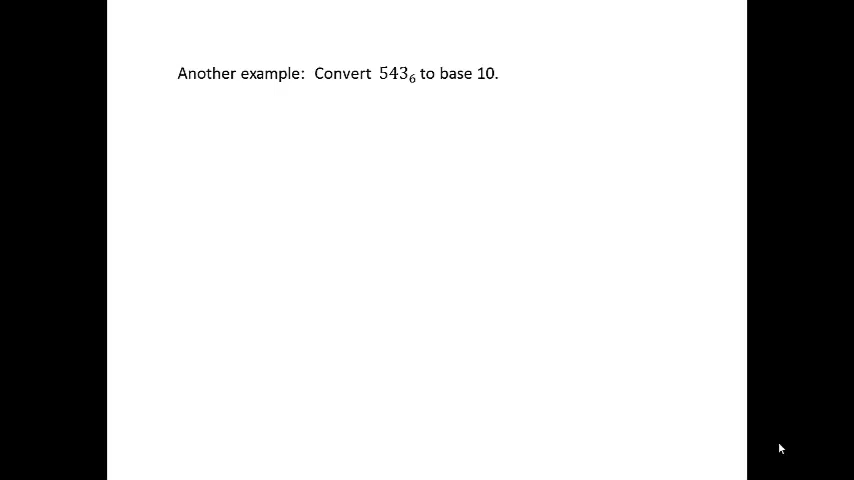 Another example: Convert 543₆ to base 10.